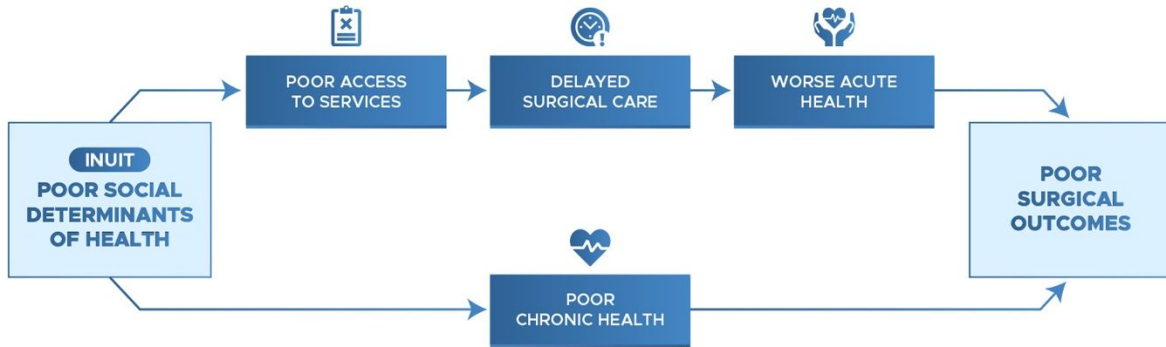 POOR ACCESS
TO SERVICES
DELAYED
SURGICAL CARE
WORSE ACUTE
HEALTH
INUIT
POOR SOCIAL
DETERMINANTS
OF HEALTH
POOR
SURGICAL
OUTCOMES
POOR
CHRONIC HEALTH